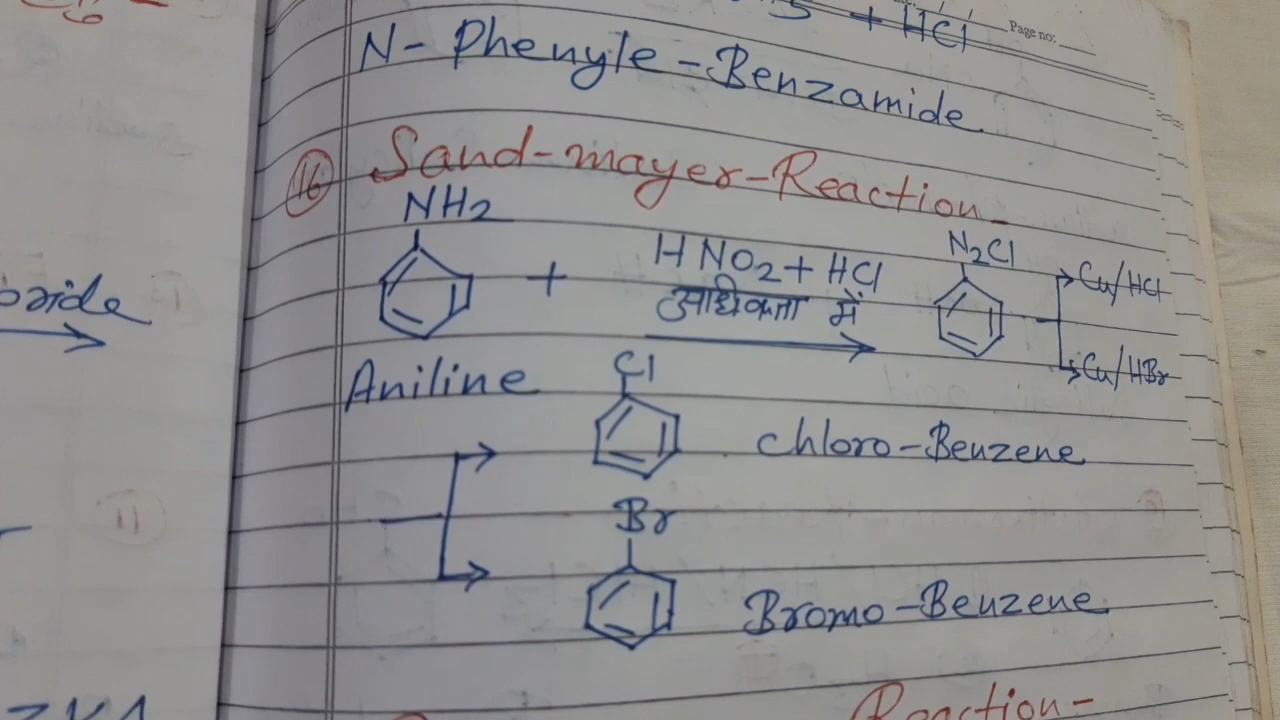 + HCl
Page no:
N- Phenyle-Benzamide
16 Sand-mayer-Reaction-
NH2
+ HNO2 + HCl
अधिकता में
N2Cl
Cu/HCl
Cu/HBr
Aniline
Cl
Chloro-Benzene
Br
Bromo-Benzene
Reaction-
11